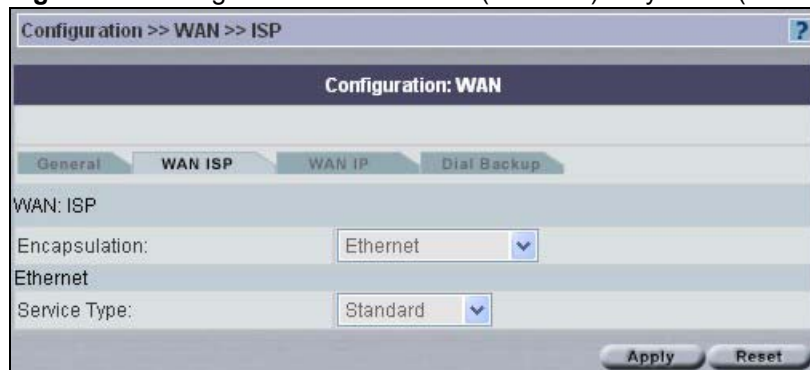 Configuration >> WAN >> ISP ?
Configuration: WAN
General WAN ISP WAN IP Dial Backup
WAN: ISP
Encapsulation: Ethernet
Ethernet
Service Type: Standard
Apply Reset